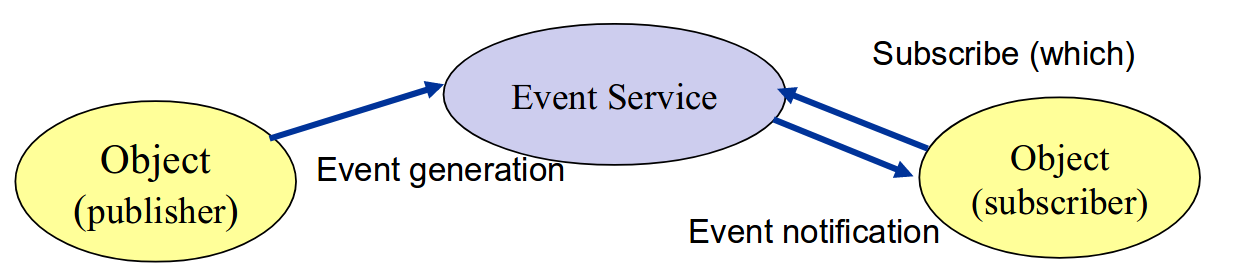 Object
(publisher)
Event generation
Event Service
Subscribe (which)
Event notification
Object
(subscriber)